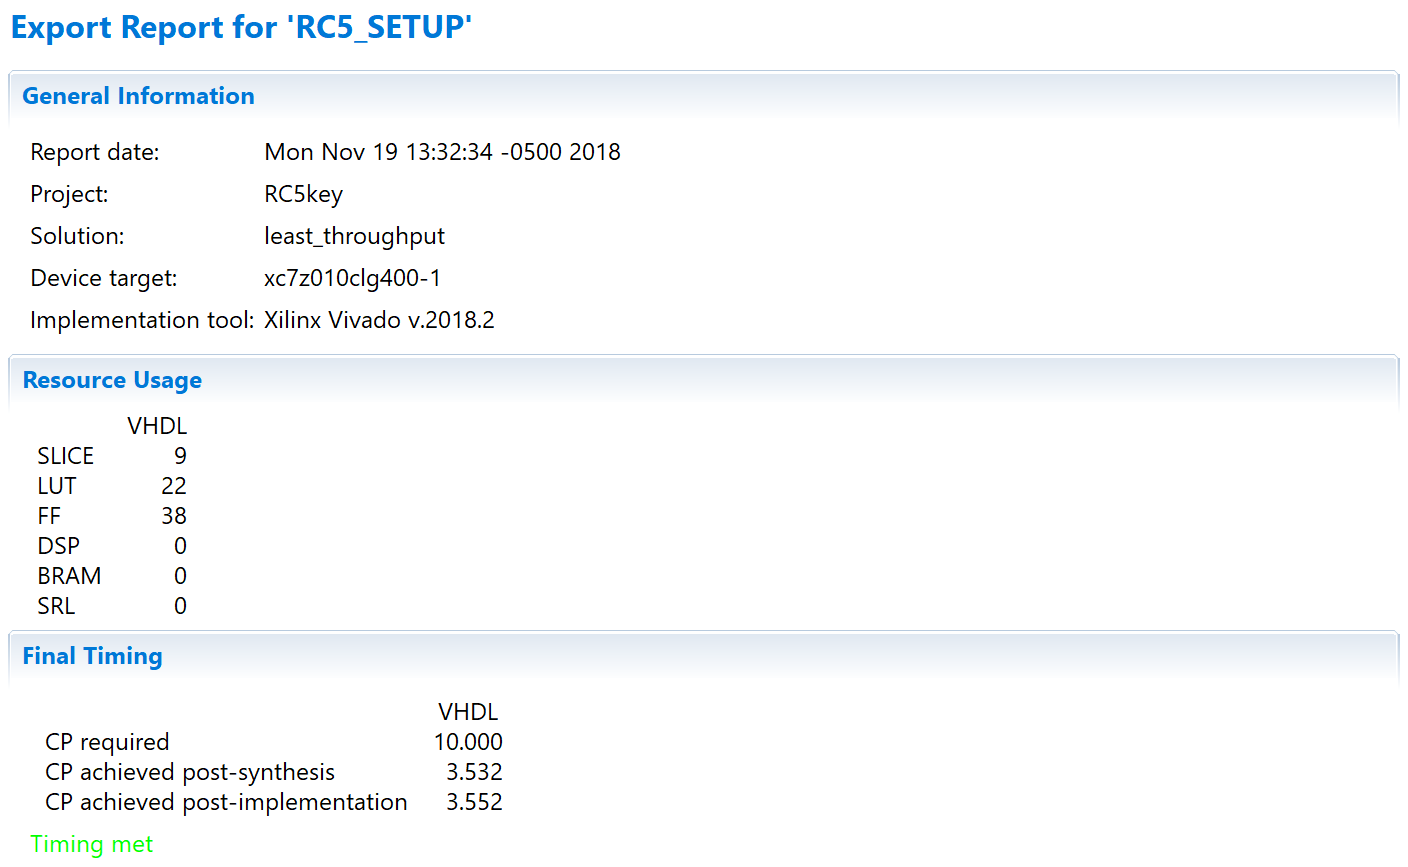 Export Report for 'RC5_SETUP'
General Information
Report date: Mon Nov 19 13:32:34 -0500 2018
Project: RC5key
Solution: least_throughput
Device target: xc7z010clg400-1
Implementation tool: Xilinx Vivado v.2018.2
Resource Usage
VHDL
SLICE 9
LUT 22
FF 38
DSP 0
BRAM 0
SRL 0
Final Timing
VHDL
CP required 10.000
CP achieved post-synthesis 3.532
CP achieved post-implementation 3.552
Timing met